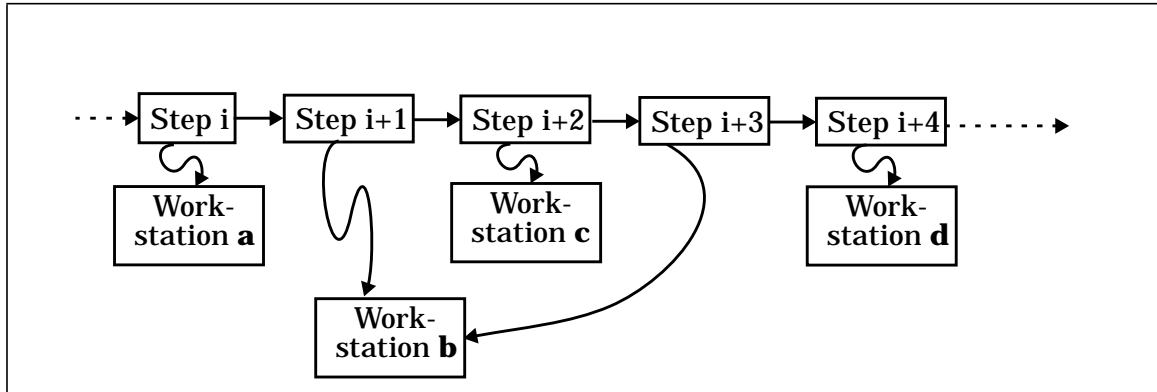 Step i
Step i+1
Step i+2
Step i+3
Step i+4
Work-
station a
Work-
station c
Work-
station d
Work-
station b